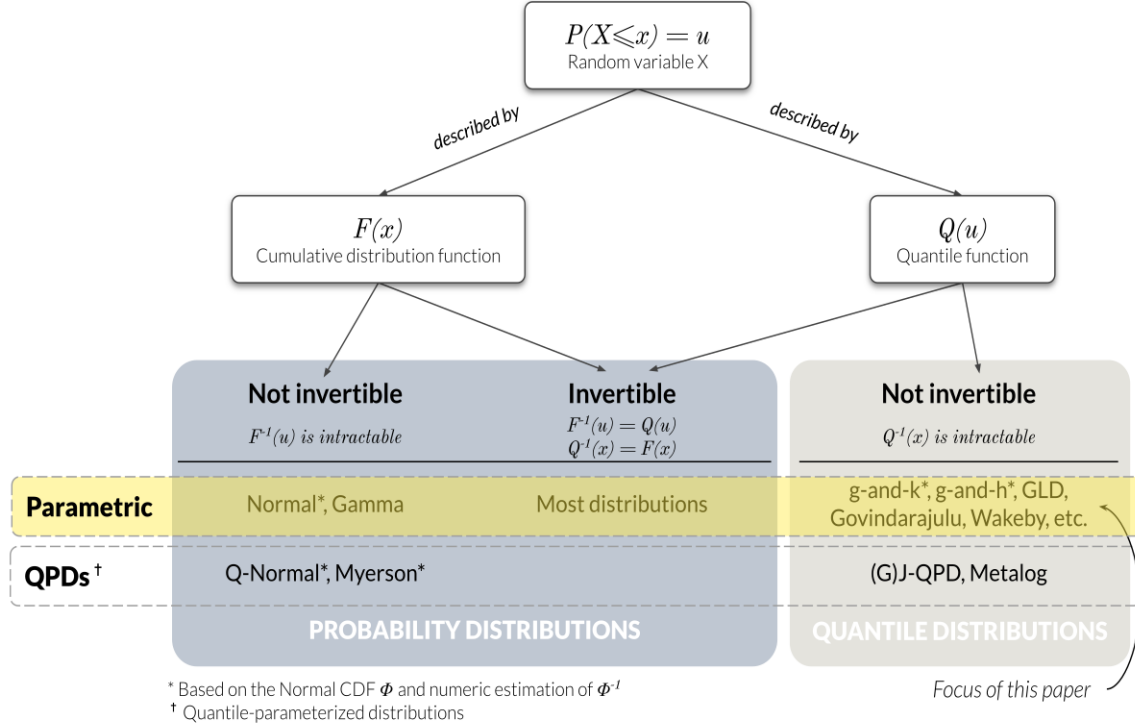 P(X⩽x) = u
Random variable X
described by
described by
F(x)
Cumulative distribution function
Q(u)
Quantile function
Not invertible
F⁻¹(u) is intractable
Invertible
F⁻¹(u) = Q(u)
Q⁻¹(x) = F(x)
Not invertible
Q⁻¹(x) is intractable
Parametric
Normal*, Gamma
Most distributions
g-and-k*, g-and-h*, GLD,
Govindarajulu, Wakeby, etc.
QPDs †
Q-Normal*, Myerson*
(G)J-QPD, Metalog
PROBABILITY DISTRIBUTIONS
QUANTILE DISTRIBUTIONS
* Based on the Normal CDF Φ and numeric estimation of Φ⁻¹
† Quantile-parameterized distributions
Focus of this paper